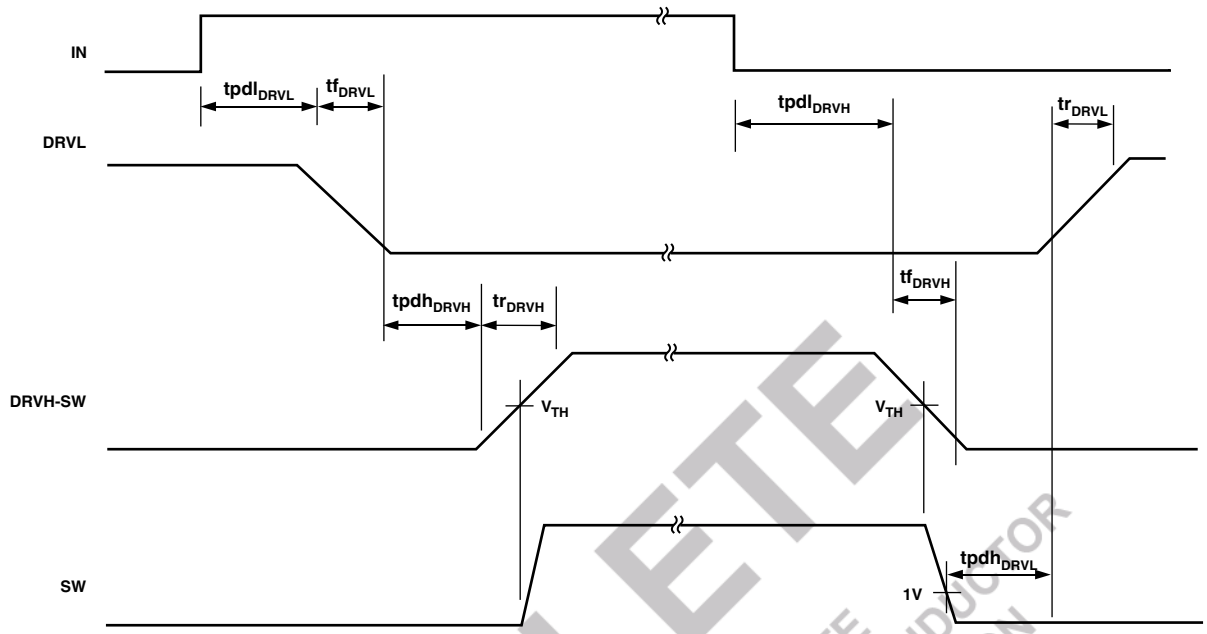 IN
tpdlDRVL
tfDRVL
tpdlDRVH
trDRVL
DRVL
tfDRVH
tpdhDRVH
trDRVH
DRVH-SW
VTH
VTH
tpdhDRVL
SW
1V